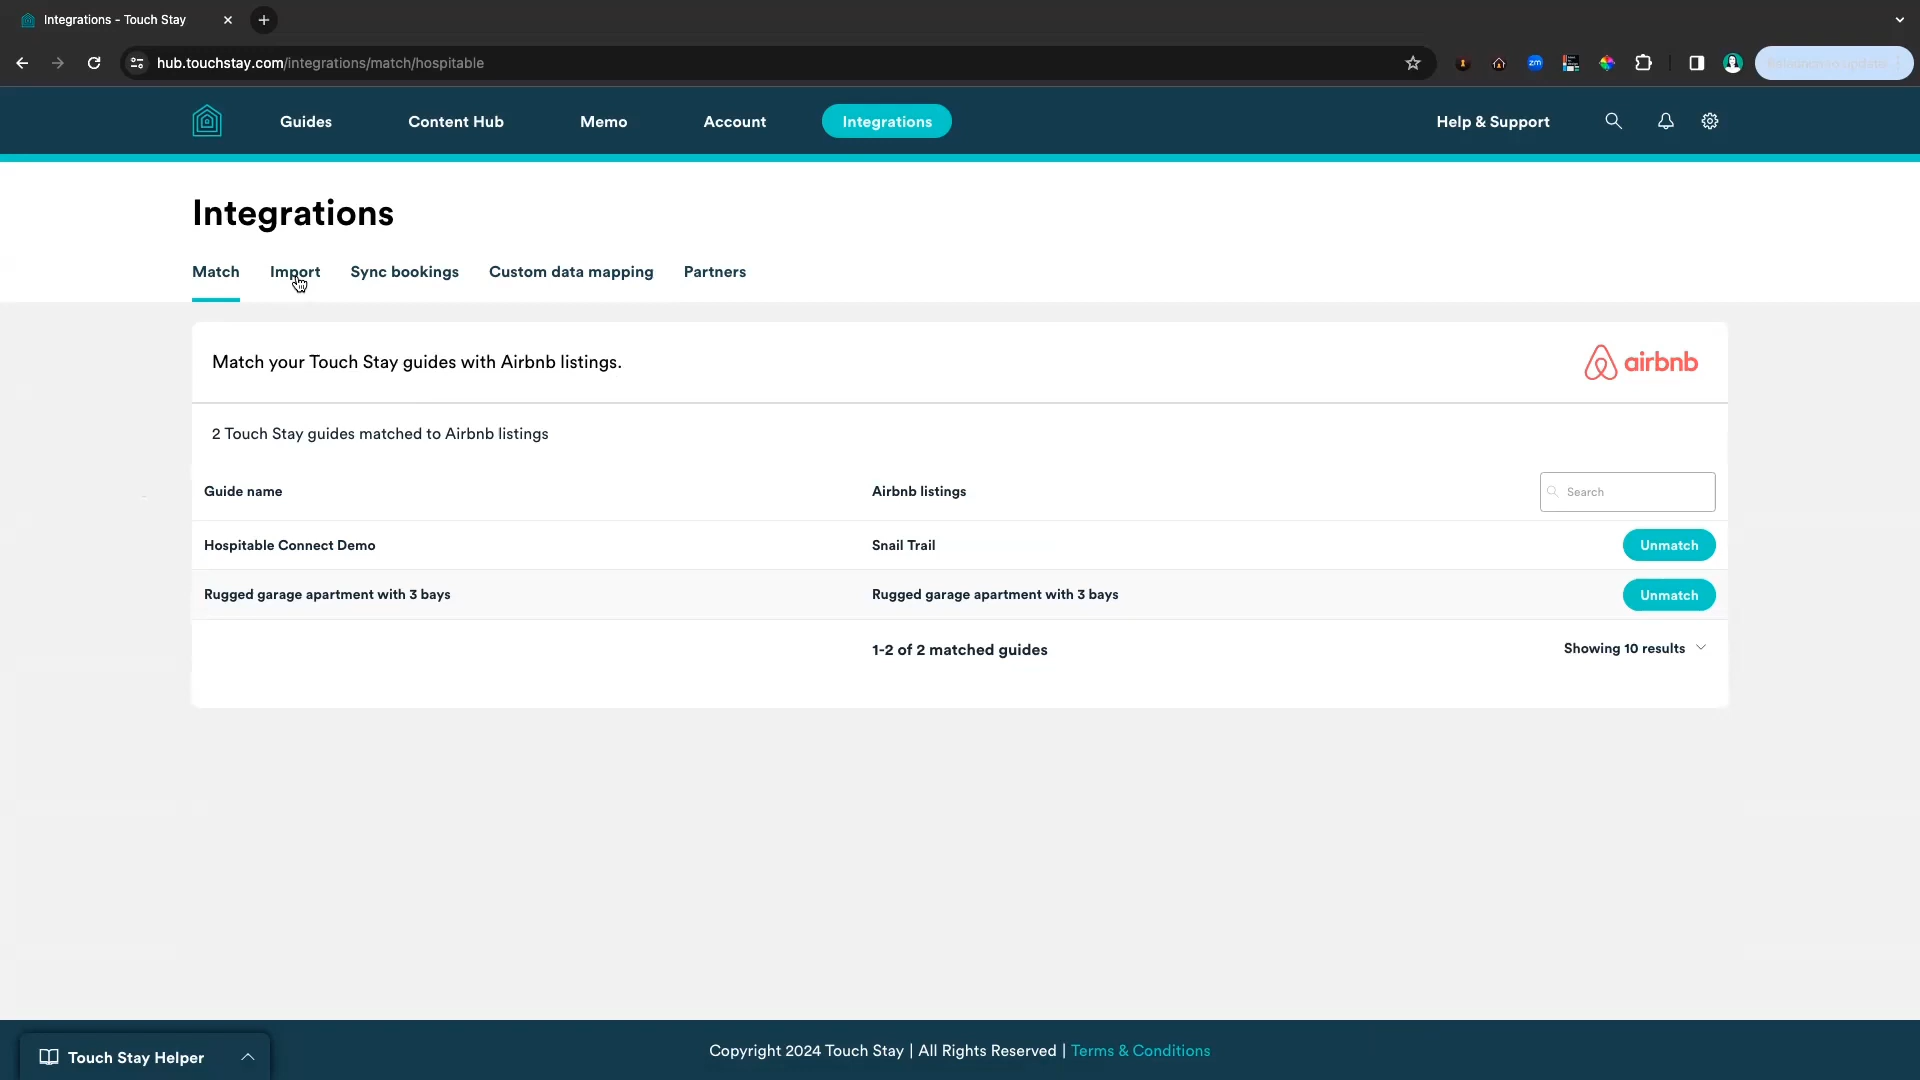 Integrations - Touch Stay
hub.touchstay.com/integrations/match/hospitable
zm
Guides
Content Hub
Memo
Account
Integrations
Help & Support
Integrations
Match
Import
Sync bookings
Custom data mapping
Partners
Match your Touch Stay guides with Airbnb listings.
airbnb
2 Touch Stay guides matched to Airbnb listings
Guide name
Airbnb listings
Search
Hospitable Connect Demo
Snail Trail
Unmatch
Rugged garage apartment with 3 bays
Rugged garage apartment with 3 bays
Unmatch
1-2 of 2 matched guides
Showing 10 results
Touch Stay Helper
Copyright 2024 Touch Stay | All Rights Reserved | Terms & Conditions